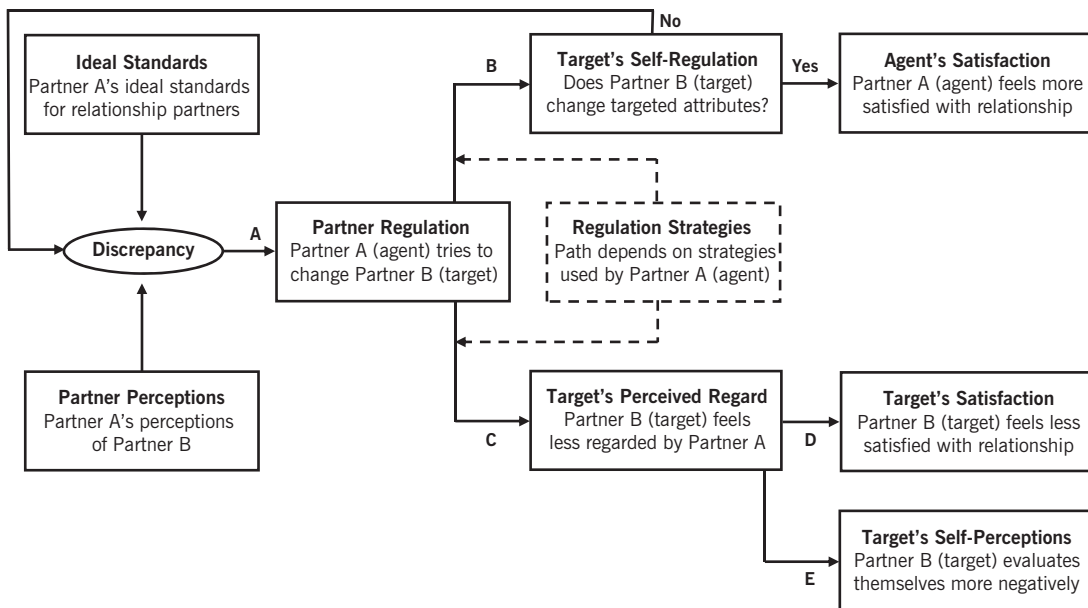 No
Ideal Standards
Partner A's ideal standards
for relationship partners
B
Target's Self-Regulation
Does Partner B (target)
change targeted attributes?
Yes
Agent's Satisfaction
Partner A (agent) feels more
satisfied with relationship
Discrepancy
A
Partner Regulation
Partner A (agent) tries to
change Partner B (target)
Regulation Strategies
Path depends on strategies
used by Partner A (agent)
Partner Perceptions
Partner A's perceptions
of Partner B
C
Target's Perceived Regard
Partner B (target) feels
less regarded by Partner A
D
Target's Satisfaction
Partner B (target) feels less
satisfied with relationship
E
Target's Self-Perceptions
Partner B (target) evaluates
themselves more negatively